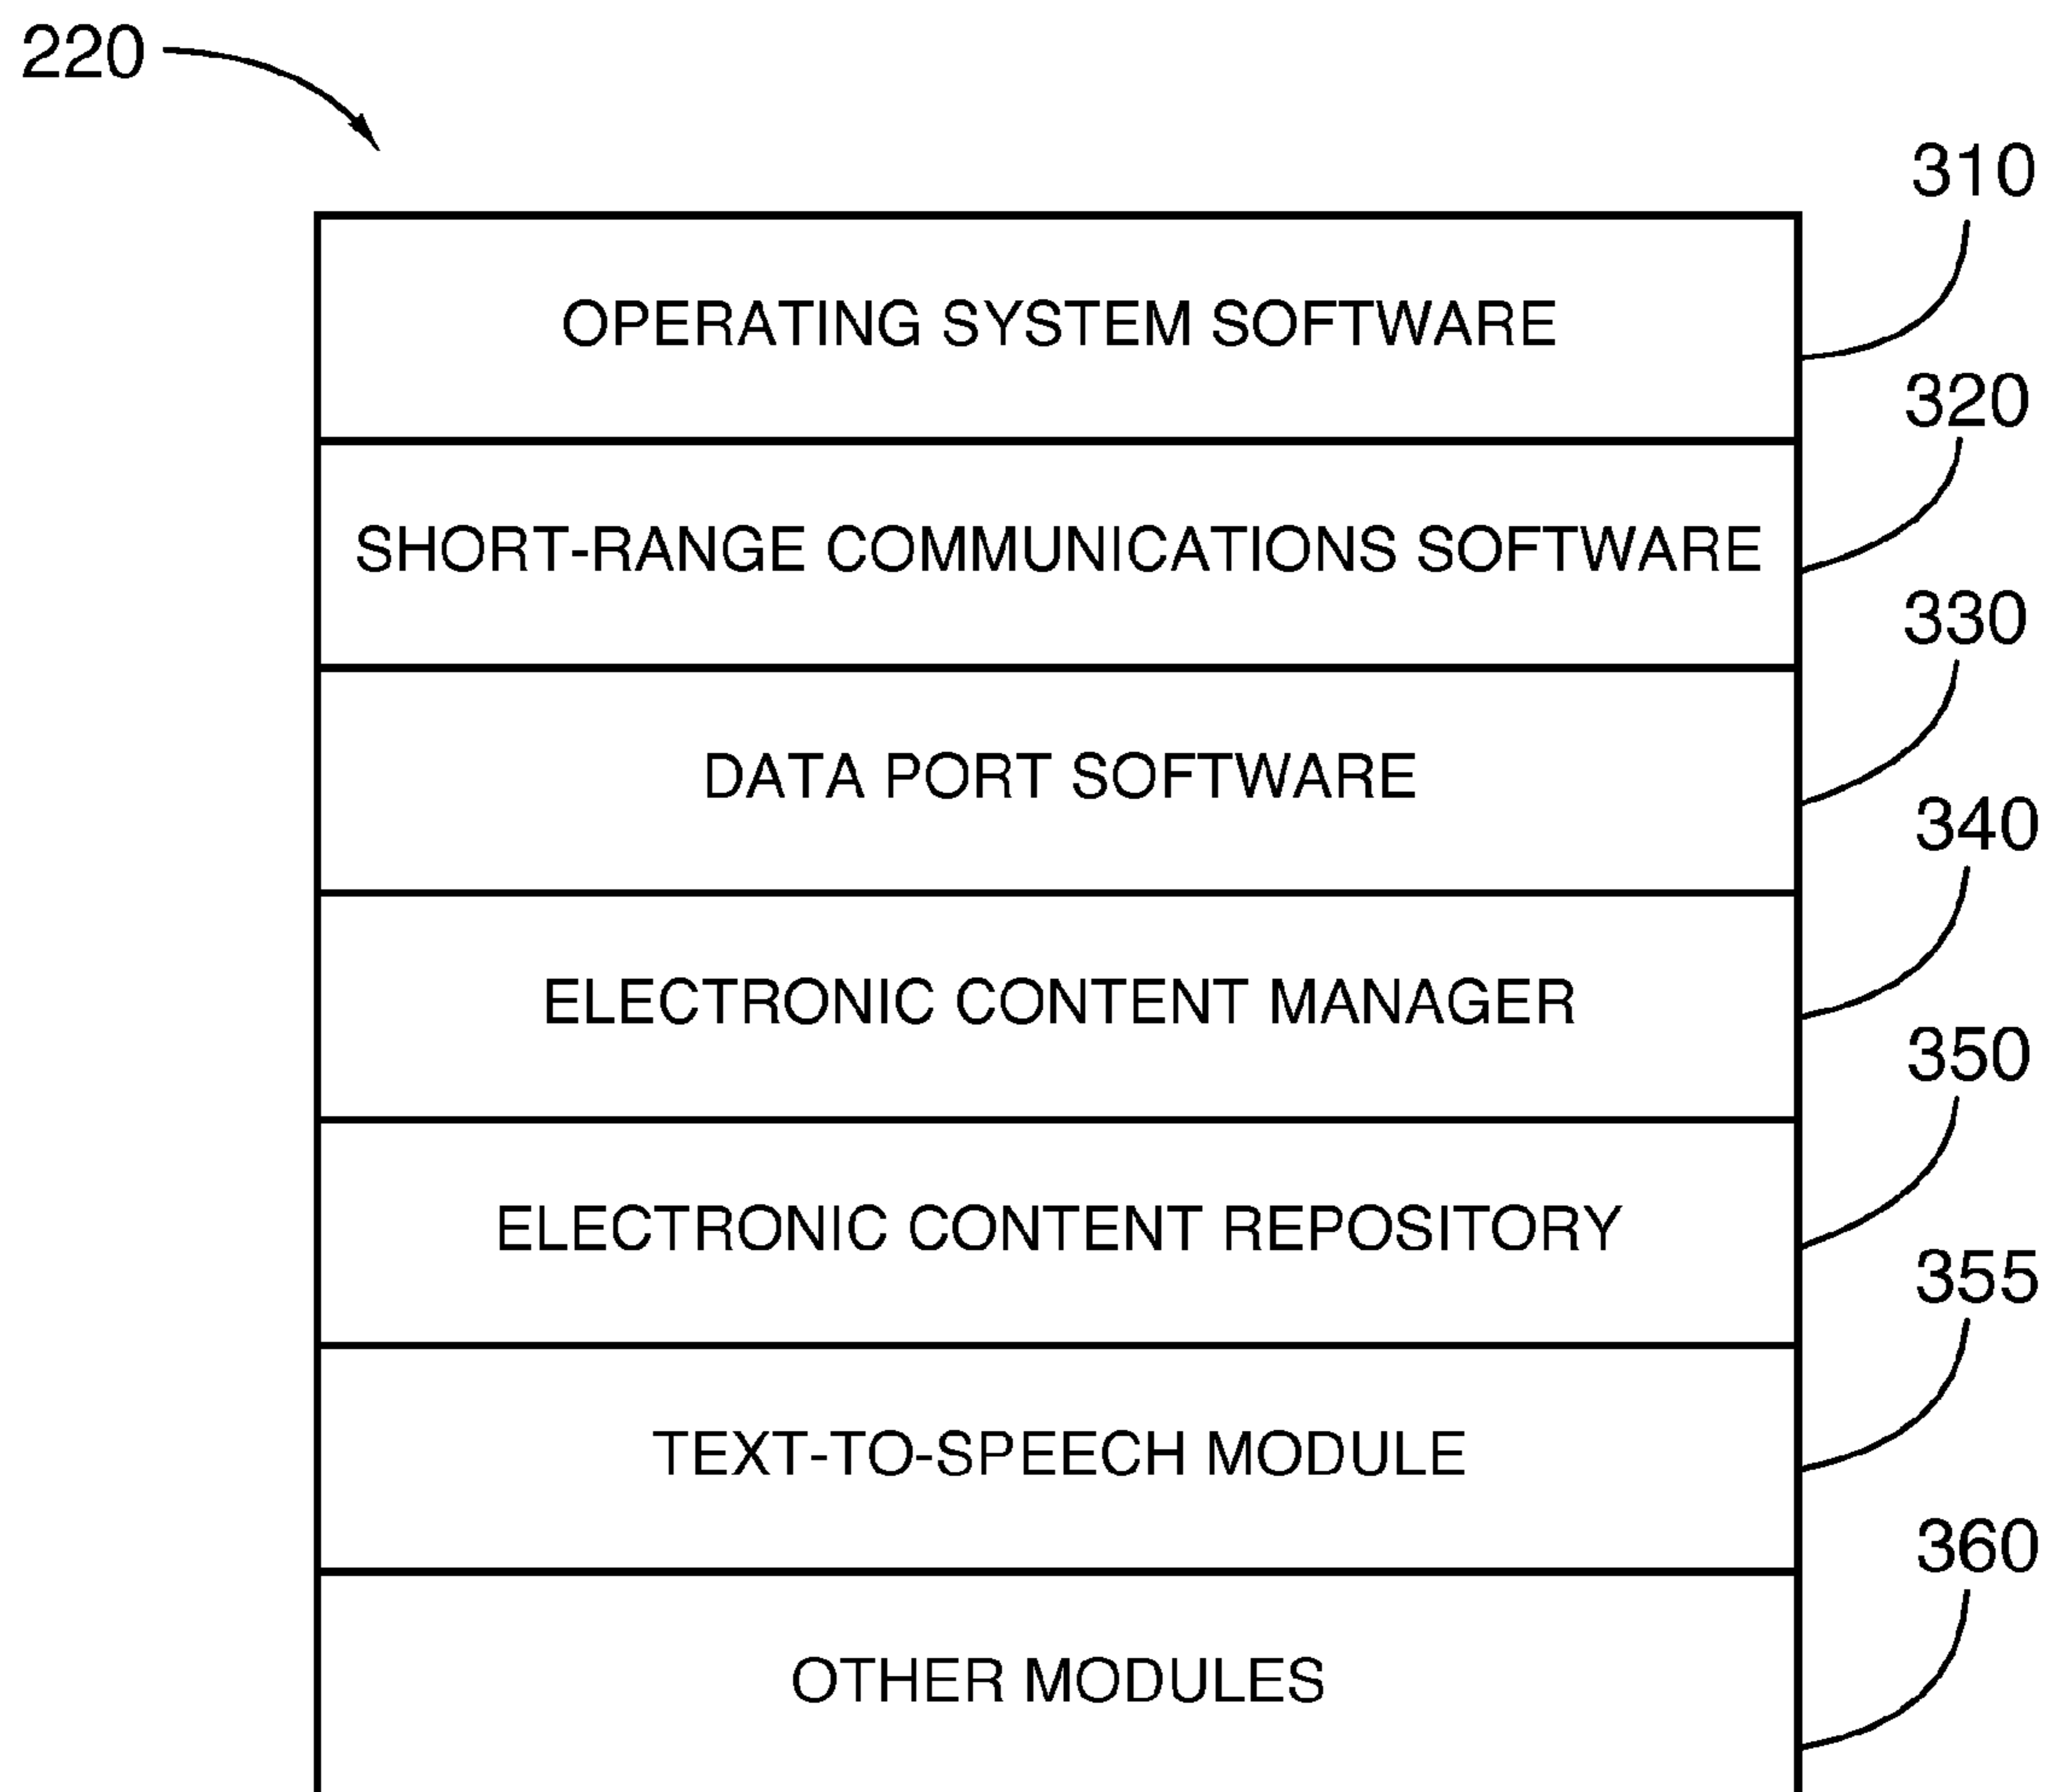 220
310
OPERATING SYSTEM SOFTWARE
320
SHORT-RANGE COMMUNICATIONS SOFTWARE
330
DATA PORT SOFTWARE
340
ELECTRONIC CONTENT MANAGER
350
ELECTRONIC CONTENT REPOSITORY
355
TEXT-TO-SPEECH MODULE
360
OTHER MODULES